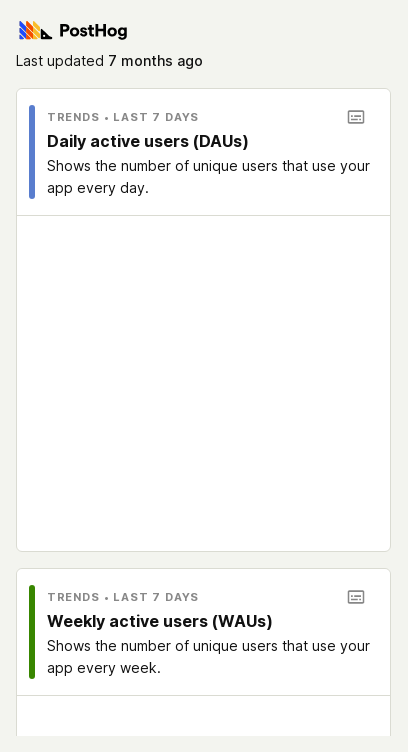 PostHog
Last updated 7 months ago
TRENDS • LAST 7 DAYS
Daily active users (DAUs)
Shows the number of unique users that use your
app every day.
TRENDS • LAST 7 DAYS
Weekly active users (WAUs)
Shows the number of unique users that use your
app every week.